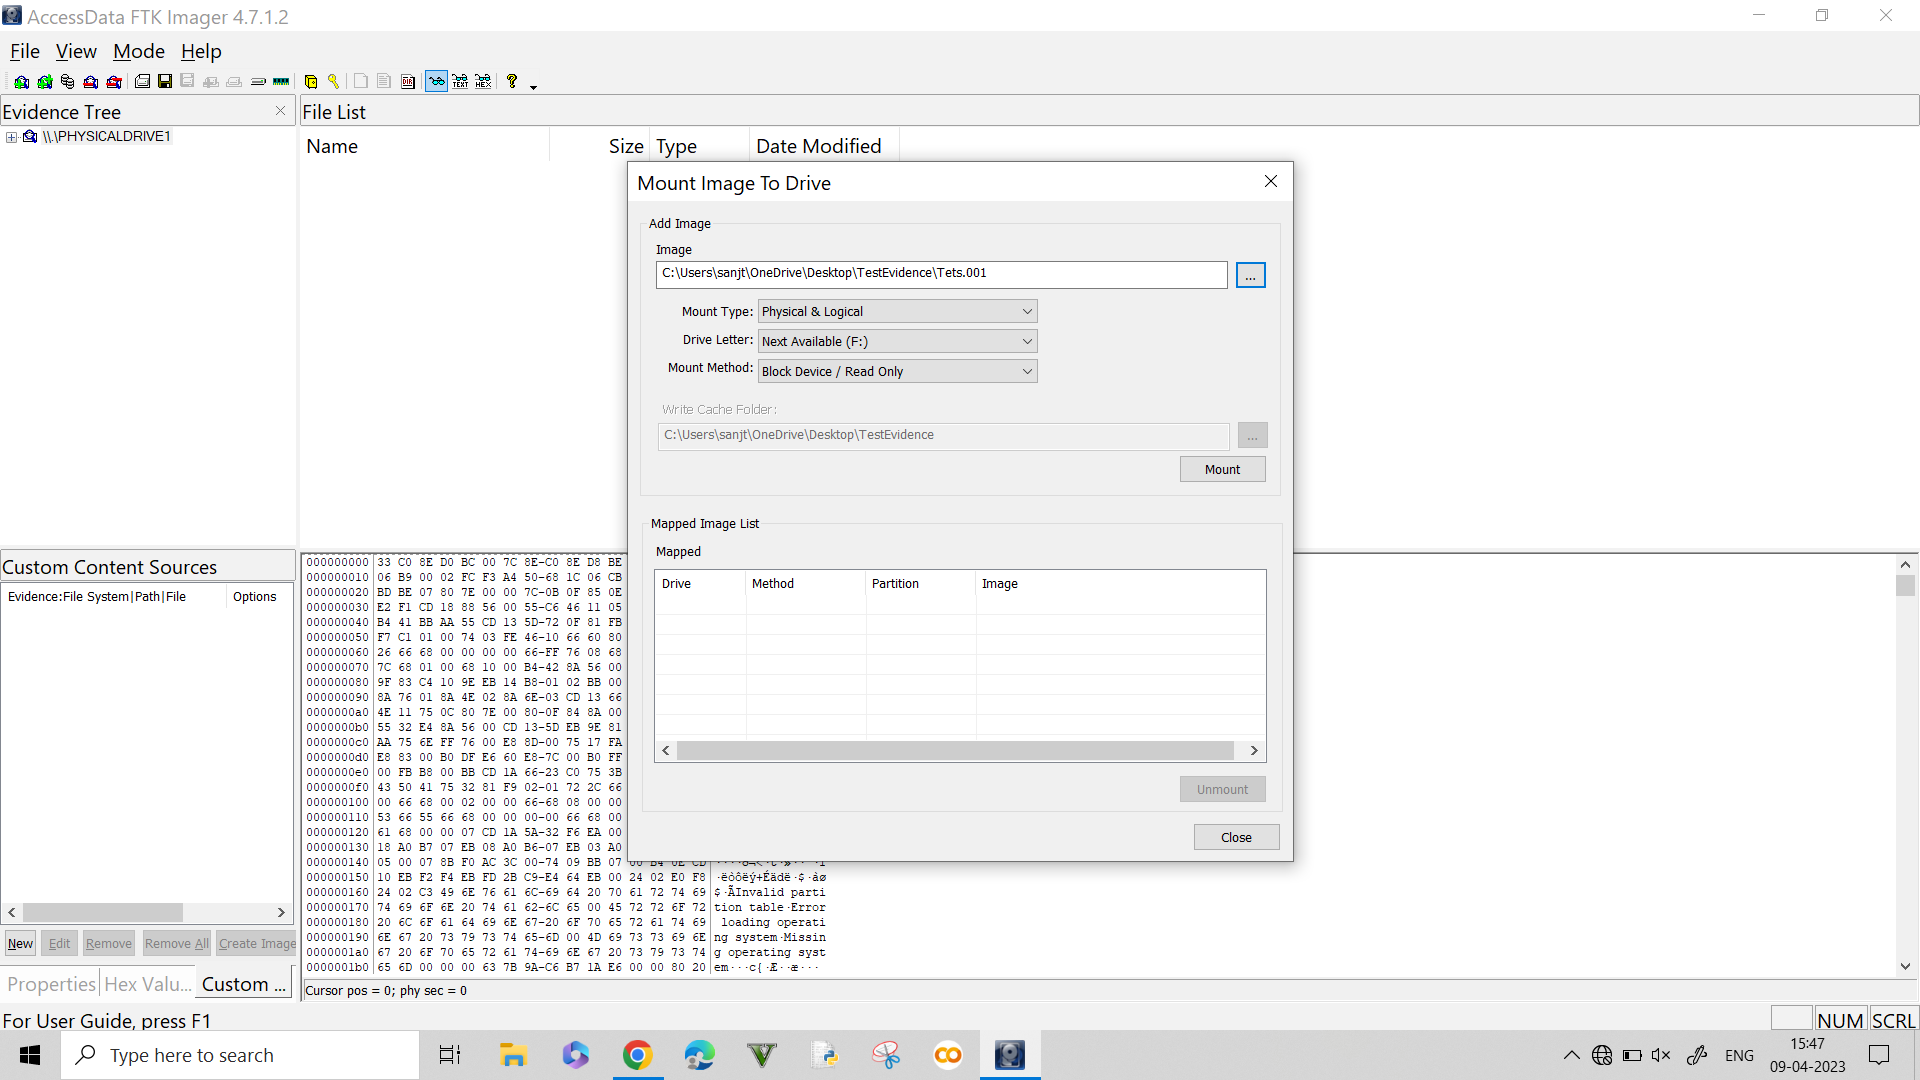 AccessData FTK Imager 4.7.1.2
File View Mode Help
Evidence Tree
\\.\PHYSICALDRIVE1
File List
Name Size Type Date Modified
Mount Image To Drive
Add Image
Image
C:\Users\sanjt\OneDrive\Desktop\TestEvidence\Tets.001
...
Mount Type: Physical & Logical
Drive Letter: Next Available (F:)
Mount Method: Block Device / Read Only
Write Cache Folder:
C:\Users\sanjt\OneDrive\Desktop\TestEvidence
...
Mount
Mapped Image List
Mapped
Drive Method Partition Image
Unmount
Close
Custom Content Sources
Evidence:File System|Path|File Options
New Edit Remove Remove All Create Image
Properties Hex Valu... Custom ...
000000000 33 C0 8E D0 BC 00 7C 8E-C0 8E D8 BE
000000010 06 B9 00 02 FC F3 A4 50-68 1C 06 CB
000000020 BD BE 07 80 7E 00 00 7C-0B 0F 85 0E
000000030 E2 F1 CD 18 88 56 00 55-C6 46 11 05
000000040 B4 41 BB AA 55 CD 13 5D-72 0F 81 FB
000000050 F7 C1 01 00 74 03 FE 46-10 66 60 80
000000060 26 66 68 00 00 00 00 66-FF 76 08 68
000000070 7C 68 01 00 68 10 00 B4-42 8A 56 00
000000080 9F 83 C4 10 9E EB 14 B8-01 02 BB 00
000000090 8A 76 01 8A 4E 02 8A 6E-03 CD 13 66
0000000a0 4E 11 75 0C 80 7E 00 80-0F 84 8A 00
0000000b0 55 32 E4 8A 56 00 CD 13-5D EB 9E 81
0000000c0 AA 75 6E FF 76 00 E8 8D-00 75 17 FA
0000000d0 E8 83 00 B0 DF E6 60 E8-7C 00 B0 FF
0000000e0 00 FB B8 00 BB CD 1A 66-23 C0 75 3B
0000000f0 43 50 41 75 32 81 F9 02-01 72 2C 66
000000100 00 66 68 00 02 00 00 66-68 08 00 00
000000110 53 66 55 66 68 00 00 00-00 66 68 00
000000120 61 68 00 00 07 CD 1A 5A-32 F6 EA 00
000000130 18 A0 B7 07 EB 08 A0 B6-07 EB 03 A0
000000140 05 00 07 8B F0 AC 3C 00-74 09 BB 07 00 B4 0E CD
000000150 10 EB F2 F4 EB FD 2B C9-E4 64 EB 00 24 02 E0 F8 ·ëòôëý+Éädë·$·àø
000000160 24 02 C3 49 6E 76 61 6C-69 64 20 70 61 72 74 69 $·ÃInvalid parti
000000170 74 69 6F 6E 20 74 61 62-6C 65 00 45 72 72 6F 72 tion table·Error
000000180 20 6C 6F 61 64 69 6E 67-20 6F 70 65 72 61 74 69 loading operati
000000190 6E 67 20 73 79 73 74 65-6D 00 4D 69 73 73 69 6E ng system·Missin
0000001a0 67 20 6F 70 65 72 61 74-69 6E 67 20 73 79 73 74 g operating syst
0000001b0 65 6D 00 00 00 63 7B 9A-C6 B7 1A E6 00 00 80 20 em···c{·Æ··æ···
Cursor pos = 0; phy sec = 0
For User Guide, press F1
NUM SCRL
Type here to search
ENG
15:47
09-04-2023